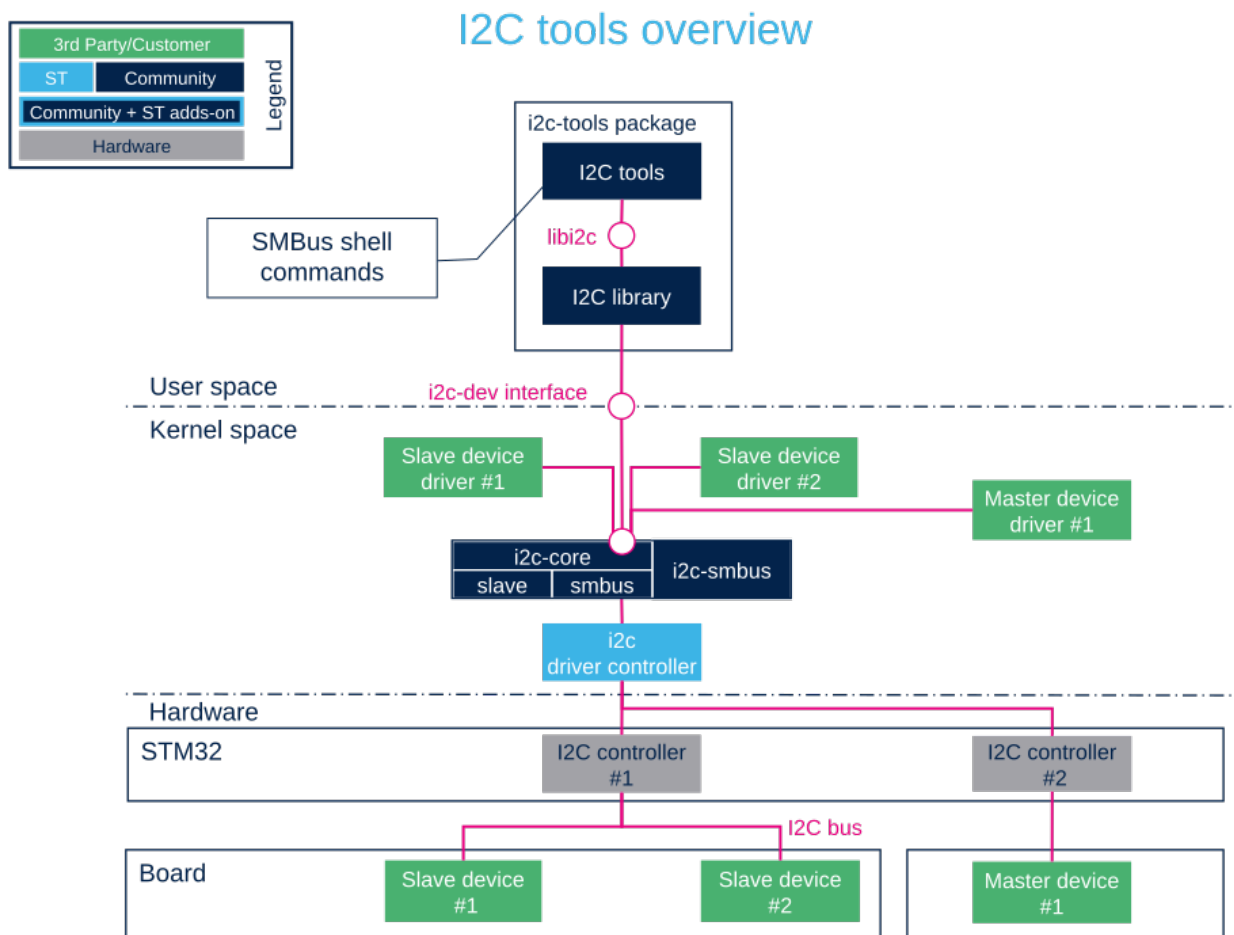 I2C tools overview
3rd Party/Customer
ST
Community
Community + ST adds-on
Hardware
Legend
i2c-tools package
I2C tools
SMBus shell
commands
libi2c
I2C library
User space
i2c-dev interface
Kernel space
Slave device
driver #1
Slave device
driver #2
Master device
driver #1
i2c-core
slave
smbus
i2c-smbus
i2c
driver controller
Hardware
STM32
I2C controller
#1
I2C controller
#2
I2C bus
Board
Slave device
#1
Slave device
#2
Master device
#1